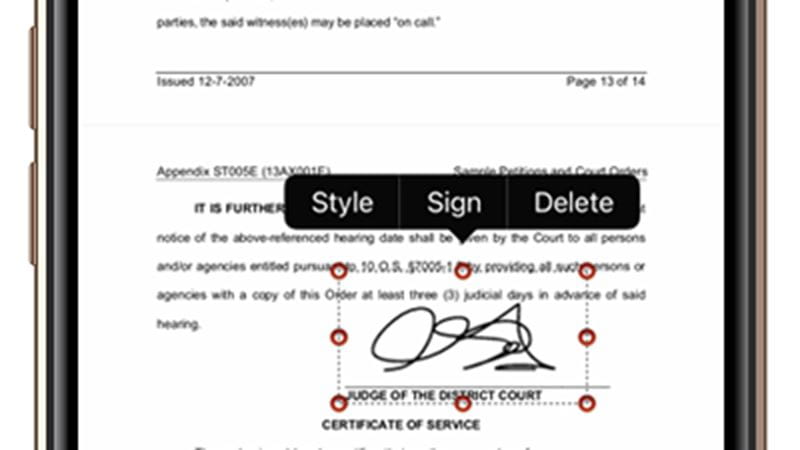 parties, the said witness(es) may be placed "on call."
Issued 12-7-2007
Page 13 of 14
Appendix ST005E (13AX001E)
Sample Petitions and Court Orders
Style
Sign
Delete
IT IS FURTHER
notice of the above-referenced hearing date shall be given by the Court to all persons
and/or agencies entitled pursuant to 10 O.S. §7005-1 by providing all such persons or
agencies with a copy of this Order at least three (3) judicial days in advance of said
hearing.
JUDGE OF THE DISTRICT COURT
CERTIFICATE OF SERVICE